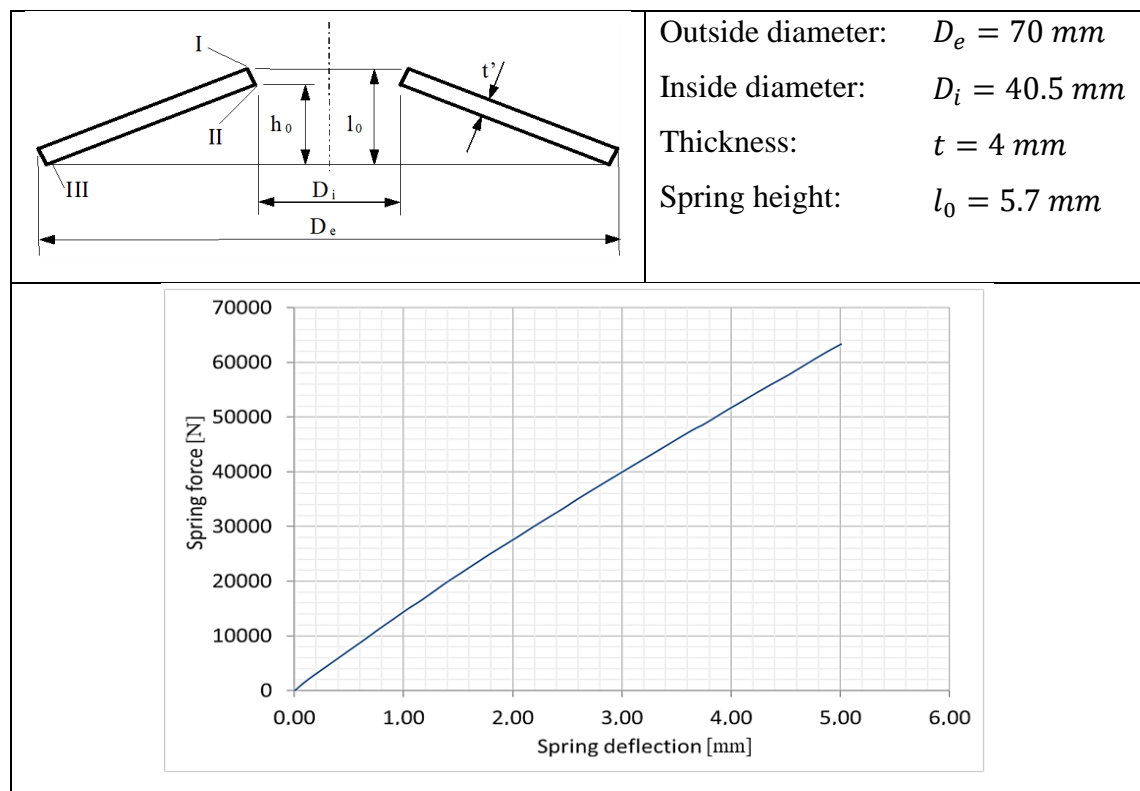 I
II
III
h₀
l₀
t’
D i
D e
Outside diameter: Dₑ = 70 mm
Inside diameter: Dᵢ = 40.5 mm
Thickness: t = 4 mm
Spring height: l₀ = 5.7 mm
70000
60000
50000
40000
30000
20000
10000
0
Spring force [N]
0,00 1,00 2,00 3,00 4,00 5,00 6,00
Spring deflection [mm]